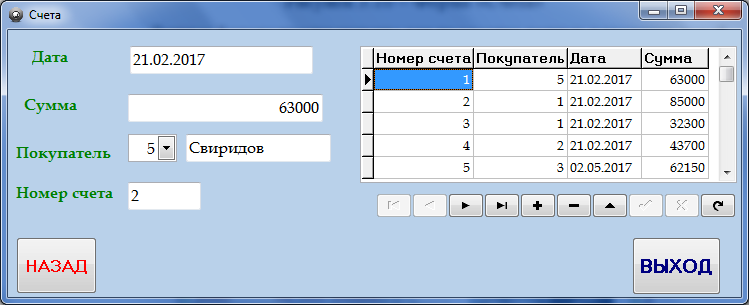 Счета
Дата 21.02.2017
Сумма 63000
Покупатель 5 Свиридов
Номер счета 2
Номер счета Покупатель Дата Сумма
1 5 21.02.2017 63000
2 1 21.02.2017 85000
3 1 21.02.2017 32300
4 2 21.02.2017 43700
5 3 02.05.2017 62150
НАЗАД
ВЫХОД